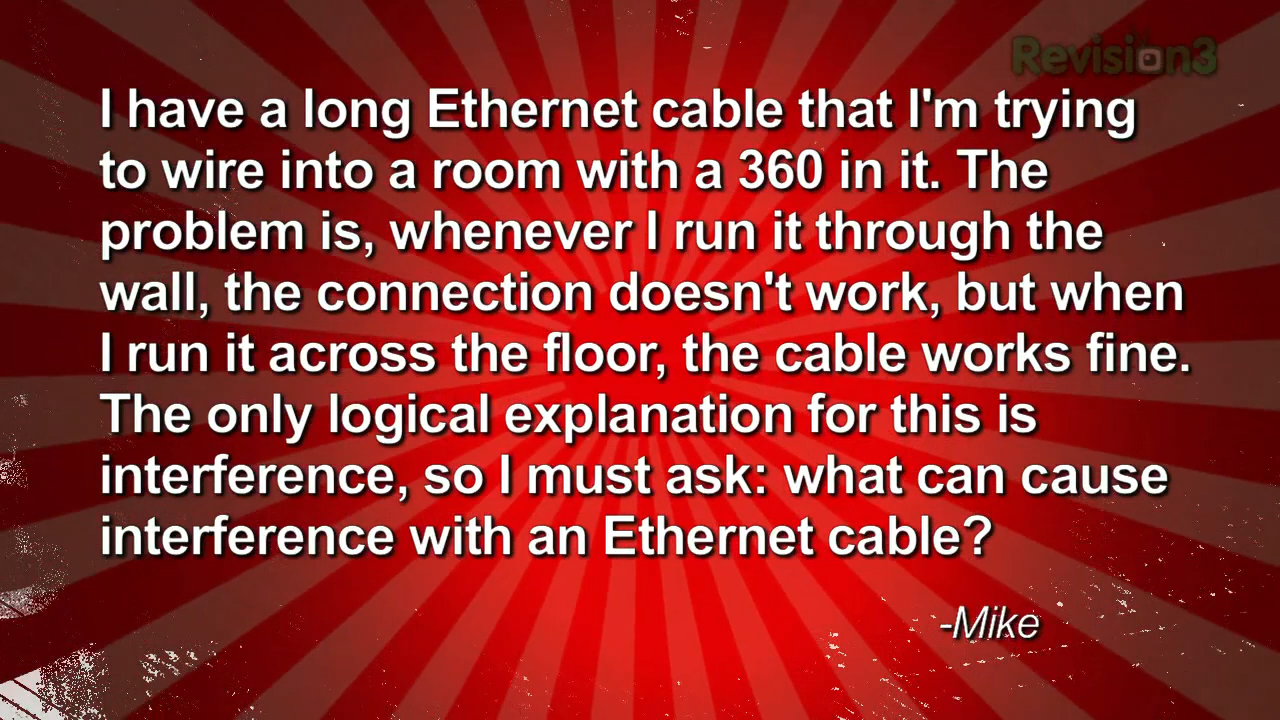 Revision3
I have a long Ethernet cable that I'm trying
to wire into a room with a 360 in it. The
problem is, whenever I run it through the
wall, the connection doesn't work, but when
I run it across the floor, the cable works fine.
The only logical explanation for this is
interference, so I must ask: what can cause
interference with an Ethernet cable?
-Mike